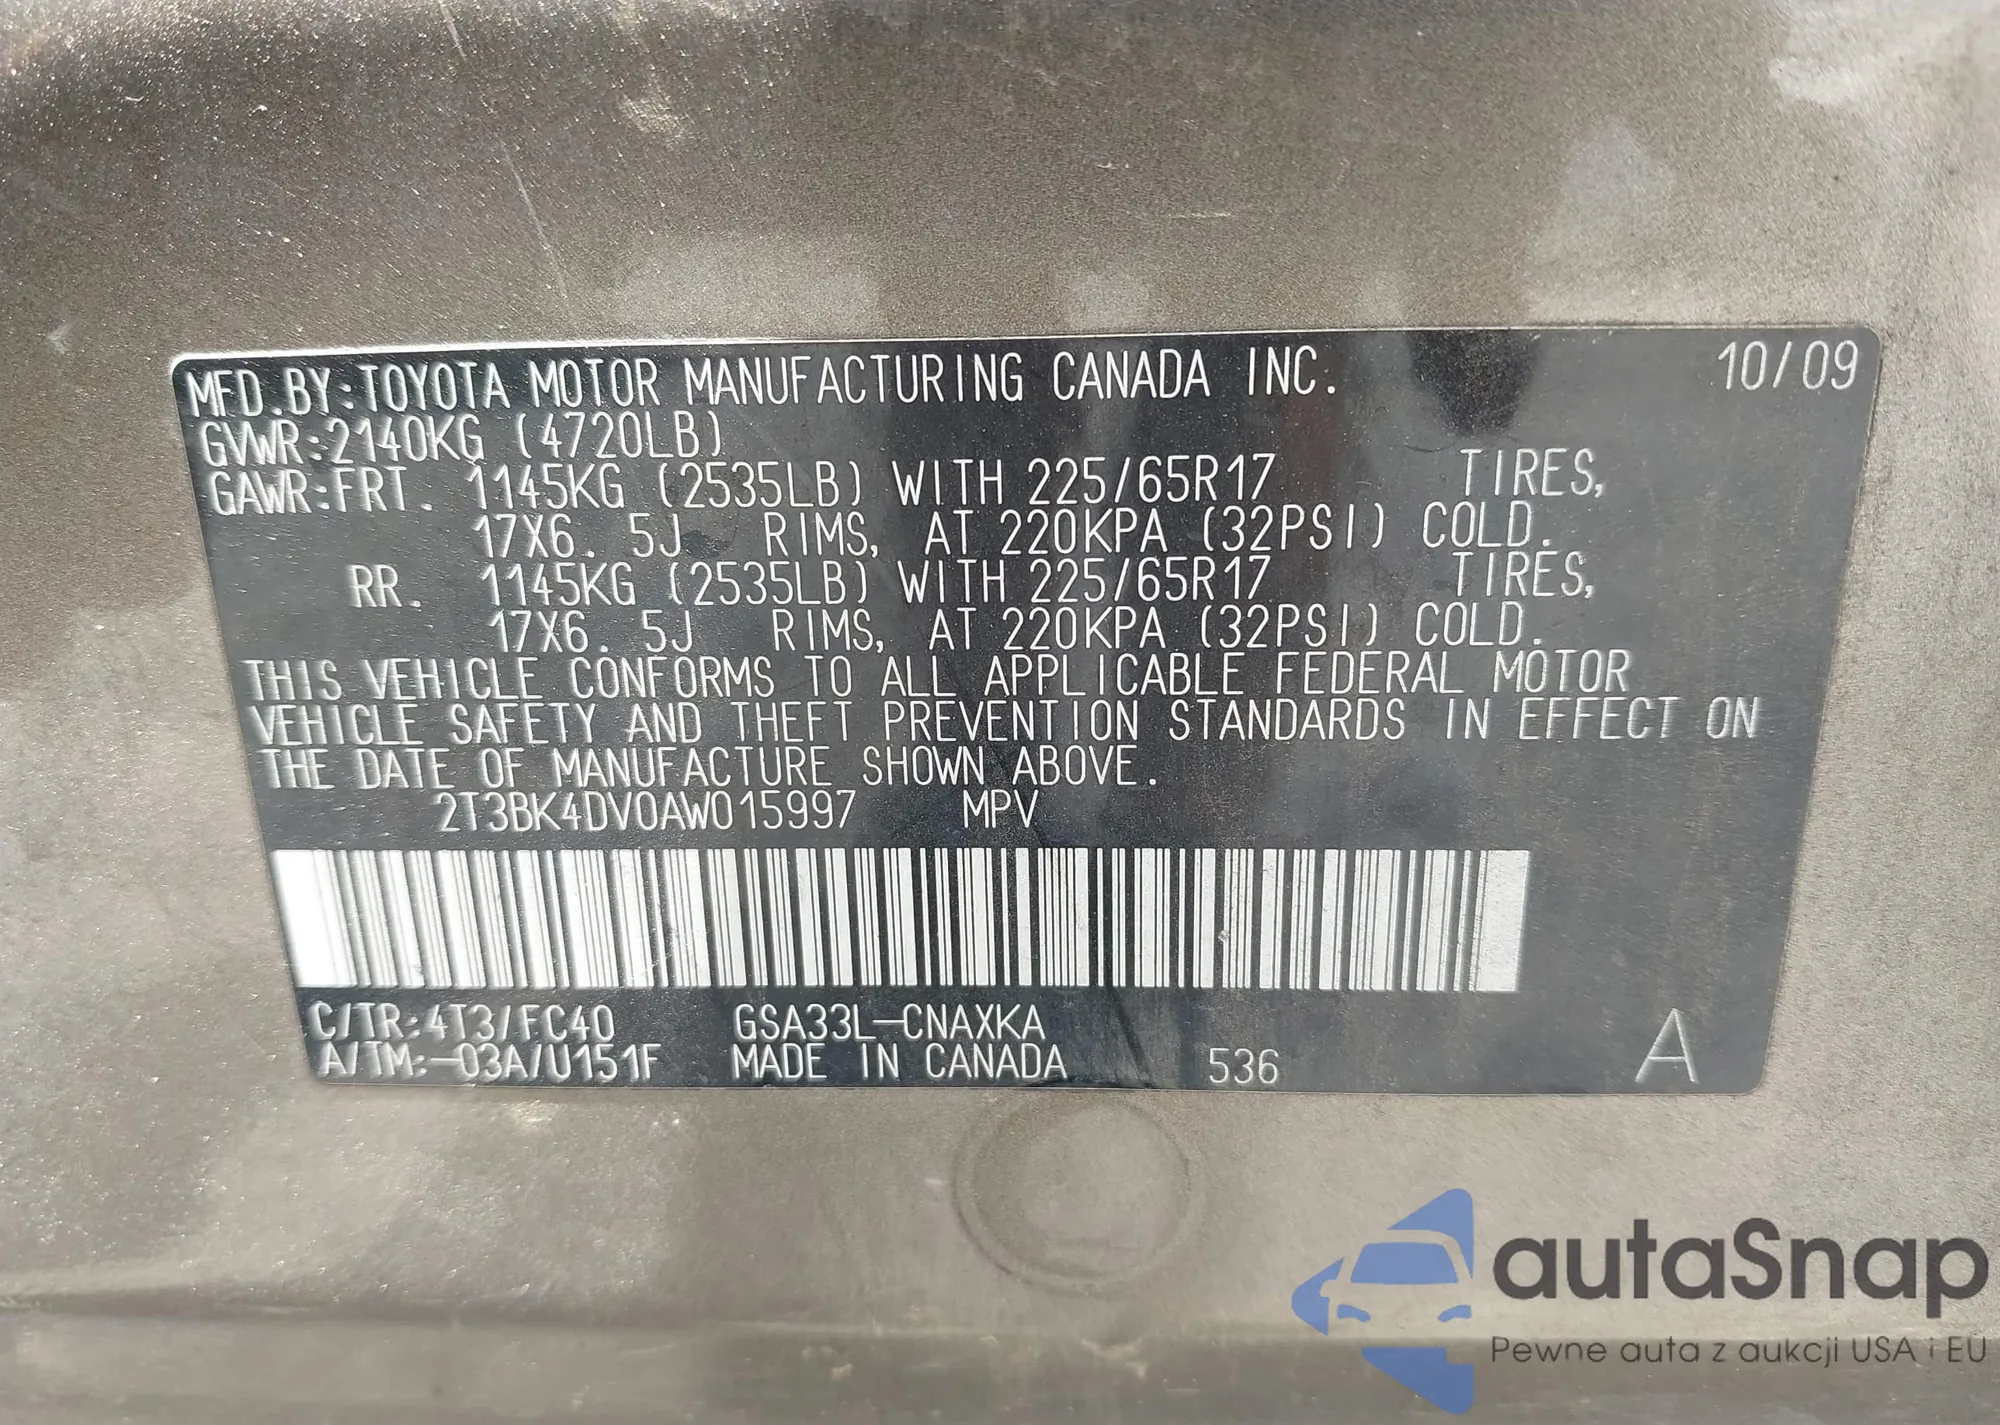 MFD.BY:TOYOTA MOTOR MANUFACTURING CANADA INC. 10/09
GVWR:2140KG (4720LB)
GAWR:FRT. 1145KG (2535LB) WITH 225/65R17 TIRES,
17X6.5J RIMS, AT 220KPA (32PSI) COLD.
RR. 1145KG (2535LB) WITH 225/65R17 TIRES,
17X6.5J RIMS, AT 220KPA (32PSI) COLD.
THIS VEHICLE CONFORMS TO ALL APPLICABLE FEDERAL MOTOR
VEHICLE SAFETY AND THEFT PREVENTION STANDARDS IN EFFECT ON
THE DATE OF MANUFACTURE SHOWN ABOVE.
2T3BK4DV0AW015997 MPV
C/TR:4T3/FC40 GSA33L-CNAXKA
A/TM:-03A/U151F MADE IN CANADA 536 A
autaSnap
Pewne auta z aukcji USA i EU